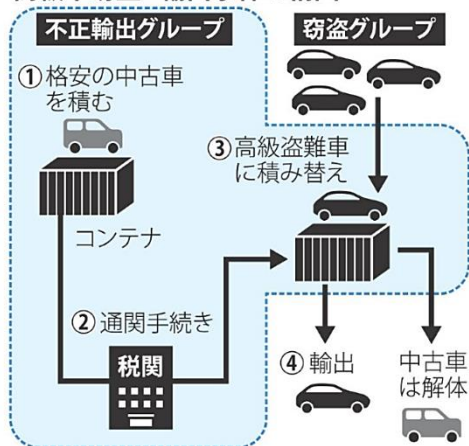 不正輸出グループ
窃盗グループ
①格安の中古車
を積む
③高級盗難車
に積み替え
コンテナ
②通関手続き
税関
④輸出
中古車
は解体